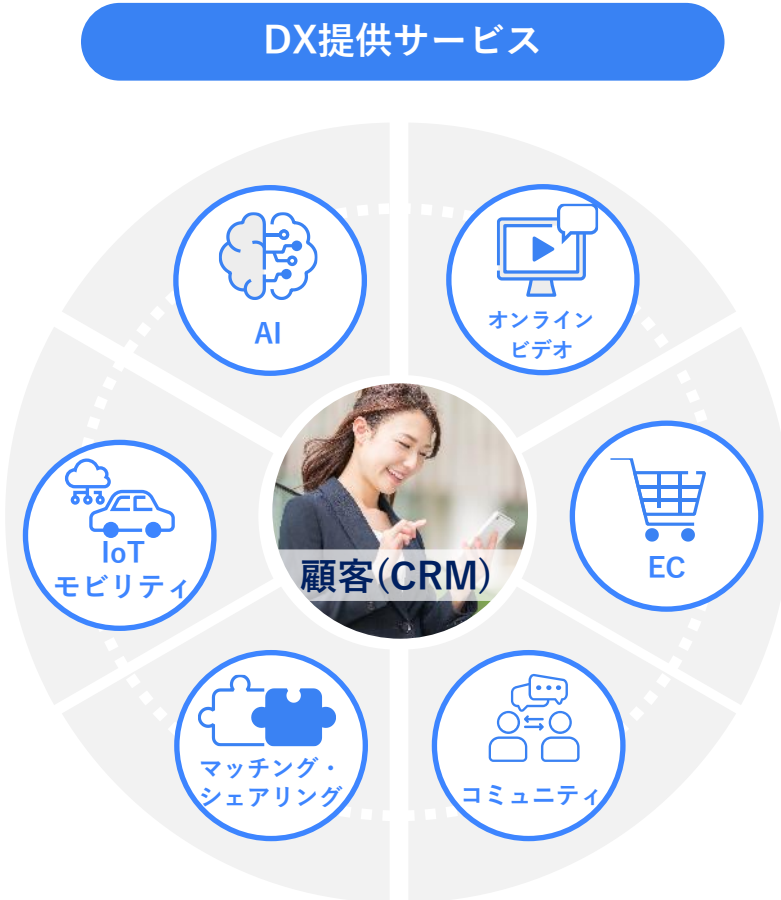 DX提供サービス
AI
オンライン
ビデオ
IoT
モビリティ
顧客(CRM)
EC
マッチング・
シェアリング
コミュニティ